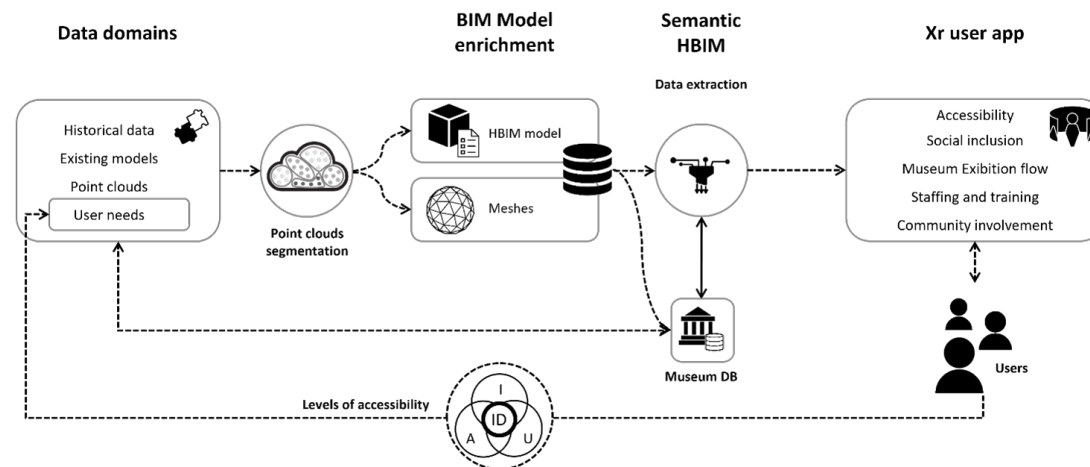 Data domains
BIM Model
enrichment
Semantic
HBIM
Xr user app
Data extraction
Historical data
Existing models
Point clouds
User needs
Point clouds
segmentation
HBIM model
Meshes
Accessibility
Social inclusion
Museum Exibition flow
Staffing and training
Community involvement
Museum DB
Users
Levels of accessibility
I
ID
A
U